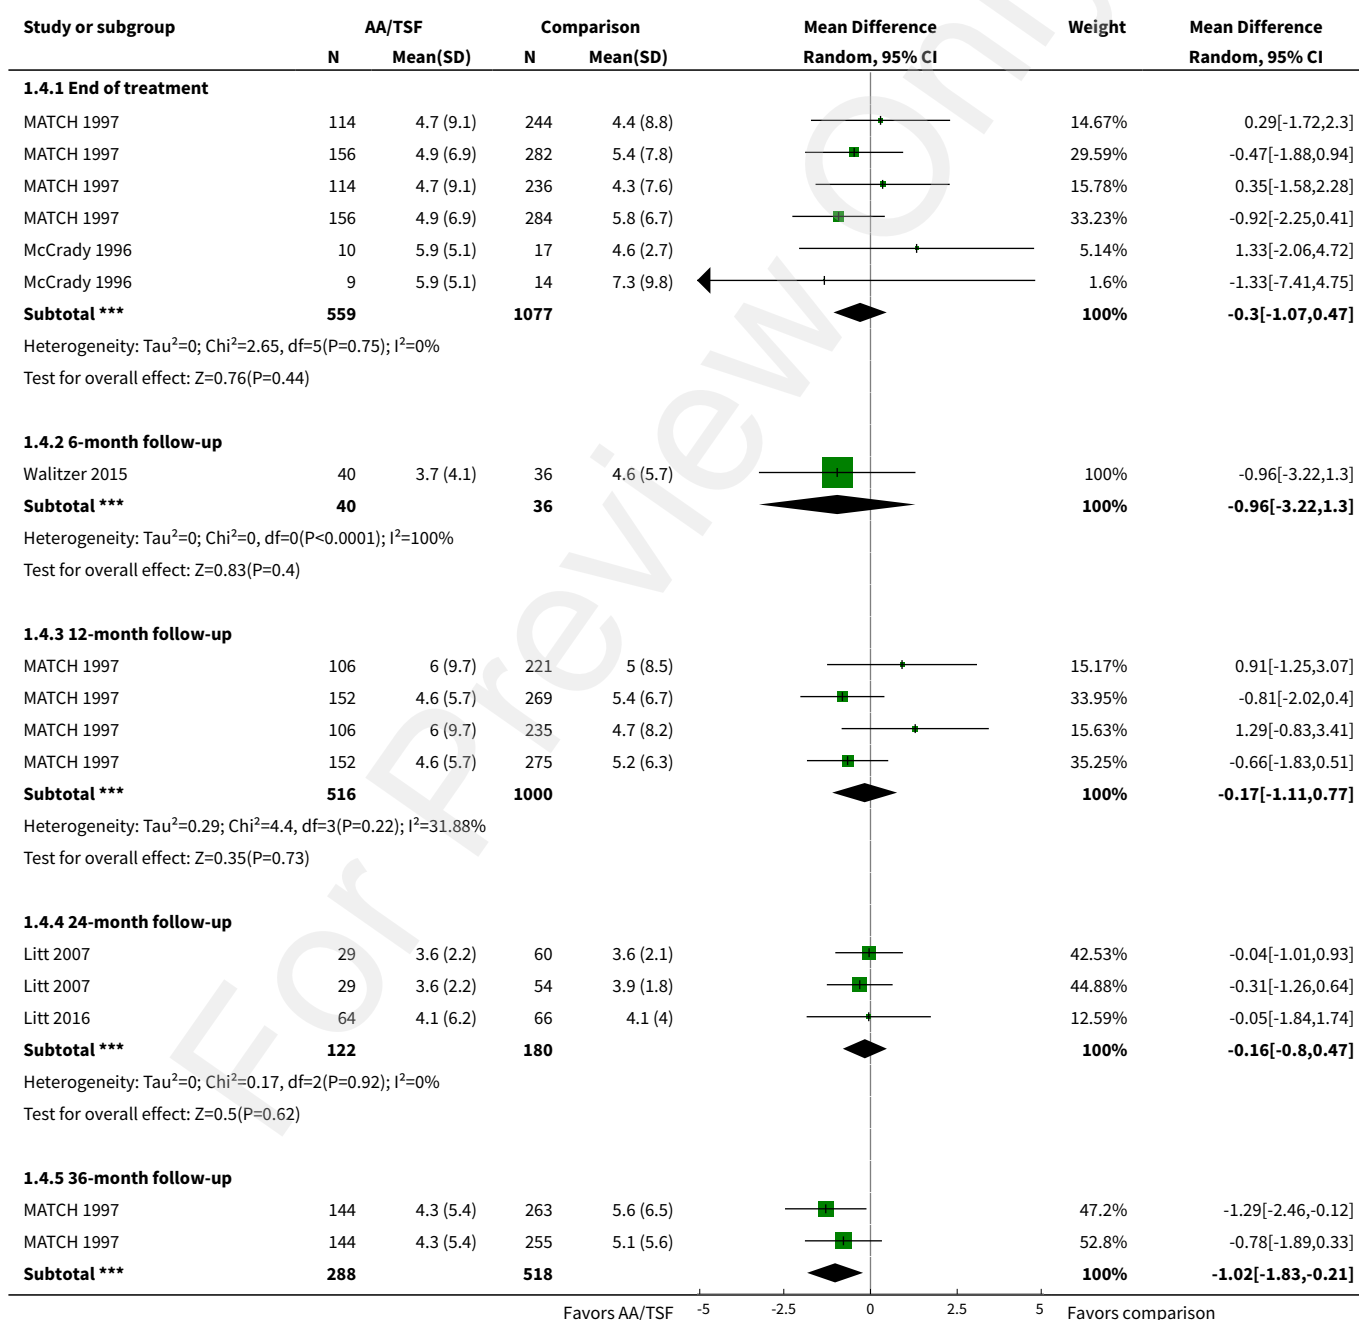 Study or subgroup AA/TSF Comparison Mean Difference Weight Mean Difference
N Mean(SD) N Mean(SD) Random, 95% CI Random, 95% CI
1.4.1 End of treatment
MATCH 1997 114 4.7 (9.1) 244 4.4 (8.8) 14.67% 0.29[-1.72,2.3]
MATCH 1997 156 4.9 (6.9) 282 5.4 (7.8) 29.59% -0.47[-1.88,0.94]
MATCH 1997 114 4.7 (9.1) 236 4.3 (7.6) 15.78% 0.35[-1.58,2.28]
MATCH 1997 156 4.9 (6.9) 284 5.8 (6.7) 33.23% -0.92[-2.25,0.41]
McCrady 1996 10 5.9 (5.1) 17 4.6 (2.7) 5.14% 1.33[-2.06,4.72]
McCrady 1996 9 5.9 (5.1) 14 7.3 (9.8) 1.6% -1.33[-7.41,4.75]
Subtotal *** 559 1077 100% -0.3[-1.07,0.47]
Heterogeneity: Tau²=0; Chi²=2.65, df=5(P=0.75); I²=0%
Test for overall effect: Z=0.76(P=0.44)
1.4.2 6-month follow-up
Walitzer 2015 40 3.7 (4.1) 36 4.6 (5.7) 100% -0.96[-3.22,1.3]
Subtotal *** 40 36 100% -0.96[-3.22,1.3]
Heterogeneity: Tau²=0; Chi²=0, df=0(P<0.0001); I²=100%
Test for overall effect: Z=0.83(P=0.4)
1.4.3 12-month follow-up
MATCH 1997 106 6 (9.7) 221 5 (8.5) 15.17% 0.91[-1.25,3.07]
MATCH 1997 152 4.6 (5.7) 269 5.4 (6.7) 33.95% -0.81[-2.02,0.4]
MATCH 1997 106 6 (9.7) 235 4.7 (8.2) 15.63% 1.29[-0.83,3.41]
MATCH 1997 152 4.6 (5.7) 275 5.2 (6.3) 35.25% -0.66[-1.83,0.51]
Subtotal *** 516 1000 100% -0.17[-1.11,0.77]
Heterogeneity: Tau²=0.29; Chi²=4.4, df=3(P=0.22); I²=31.88%
Test for overall effect: Z=0.35(P=0.73)
1.4.4 24-month follow-up
Litt 2007 29 3.6 (2.2) 60 3.6 (2.1) 42.53% -0.04[-1.01,0.93]
Litt 2007 29 3.6 (2.2) 54 3.9 (1.8) 44.88% -0.31[-1.26,0.64]
Litt 2016 64 4.1 (6.2) 66 4.1 (4) 12.59% -0.05[-1.84,1.74]
Subtotal *** 122 180 100% -0.16[-0.8,0.47]
Heterogeneity: Tau²=0; Chi²=0.17, df=2(P=0.92); I²=0%
Test for overall effect: Z=0.5(P=0.62)
1.4.5 36-month follow-up
MATCH 1997 144 4.3 (5.4) 263 5.6 (6.5) 47.2% -1.29[-2.46,-0.12]
MATCH 1997 144 4.3 (5.4) 255 5.1 (5.6) 52.8% -0.78[-1.89,0.33]
Subtotal *** 288 518 100% -1.02[-1.83,-0.21]
Favors AA/TSF -5 -2.5 0 2.5 5 Favors comparison
For Preview Only